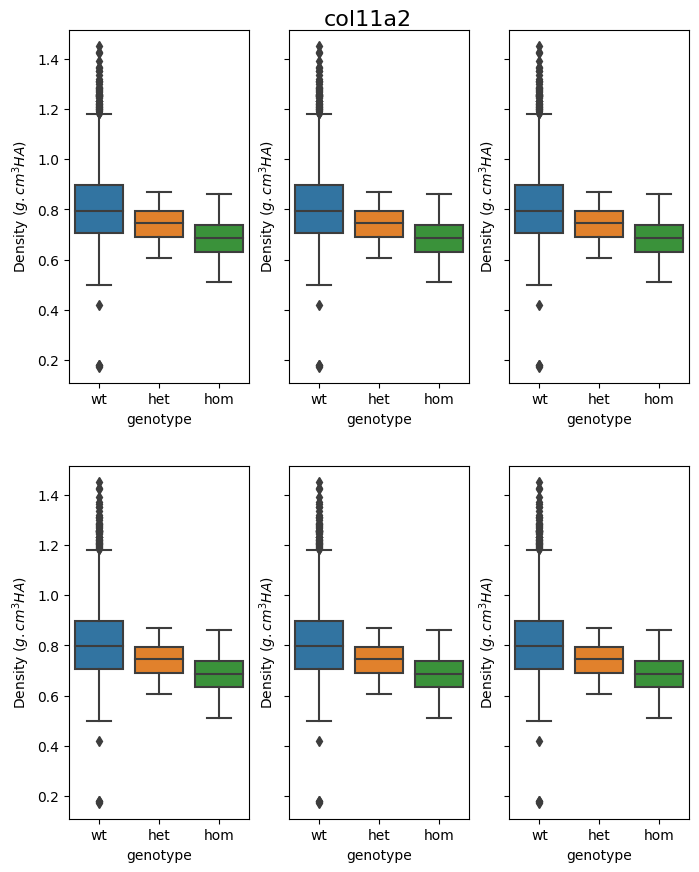 col11a2
1.4
1.2
1.0
0.8
0.6
0.4
0.2
Density (g.cm³HA)
Density (g.cm³HA)
Density (g.cm³HA)
wt het hom
wt het hom
wt het hom
genotype
genotype
genotype
1.4
1.2
1.0
0.8
0.6
0.4
0.2
Density (g.cm³HA)
Density (g.cm³HA)
Density (g.cm³HA)
wt het hom
wt het hom
wt het hom
genotype
genotype
genotype